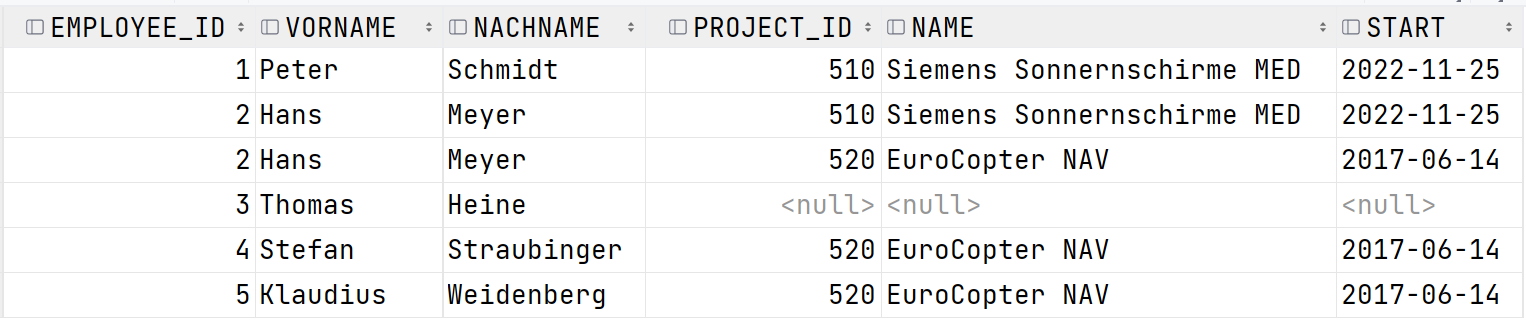 EMPLOYEE_ID VORNAME NACHNAME PROJECT_ID NAME START
1 Peter Schmidt 510 Siemens Sonnernschirme MED 2022-11-25
2 Hans Meyer 510 Siemens Sonnernschirme MED 2022-11-25
2 Hans Meyer 520 EuroCopter NAV 2017-06-14
3 Thomas Heine <null> <null> <null>
4 Stefan Straubinger 520 EuroCopter NAV 2017-06-14
5 Klaudius Weidenberg 520 EuroCopter NAV 2017-06-14